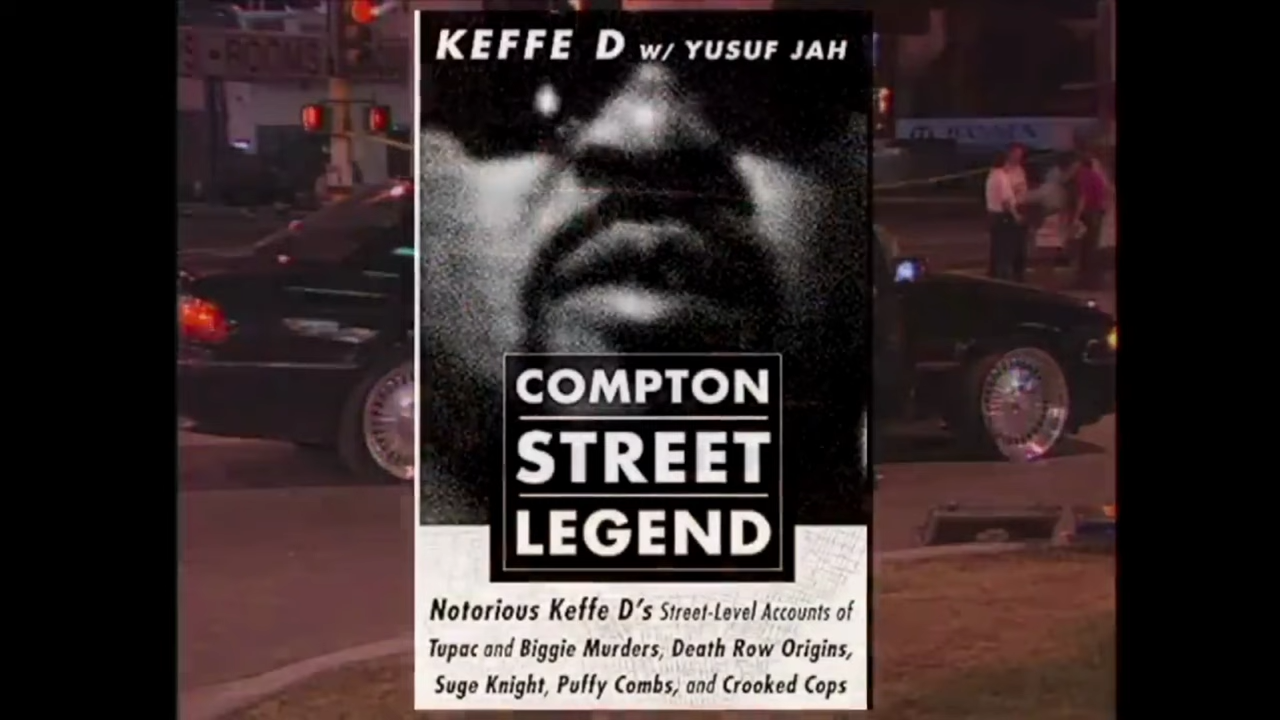 KEFFE D w/ YUSUF JAH
S - ROOMS
COMPTON
STREET
LEGEND
Notorious Keffe D's Street-Level Accounts of
Tupac and Biggie Murders, Death Row Origins,
Suge Knight, Puffy Combs, and Crooked Cops